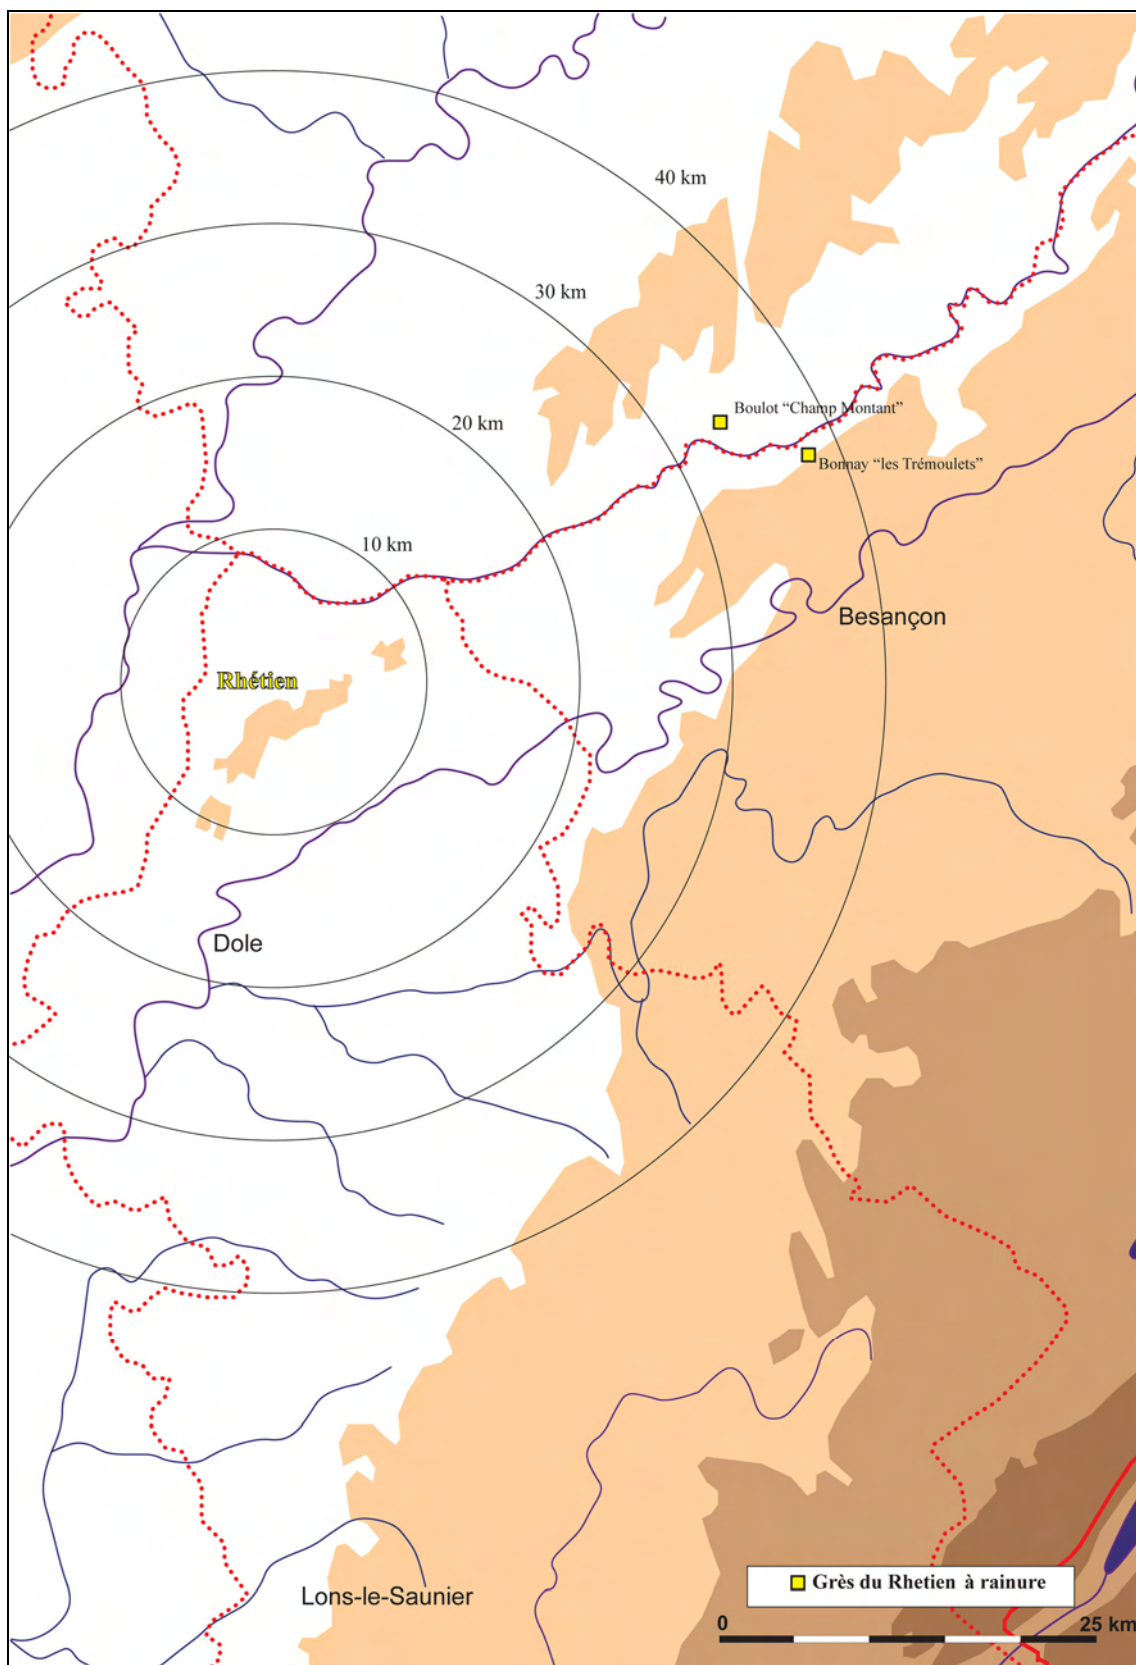 40 km
30 km
Boulot “Champ Montant”
20 km
Bonnay “les Trémoulets”
10 km
Besançon
Rhétien
Dole
Grès du Rhetien à rainure
Lons-le-Saunier
0 25 km